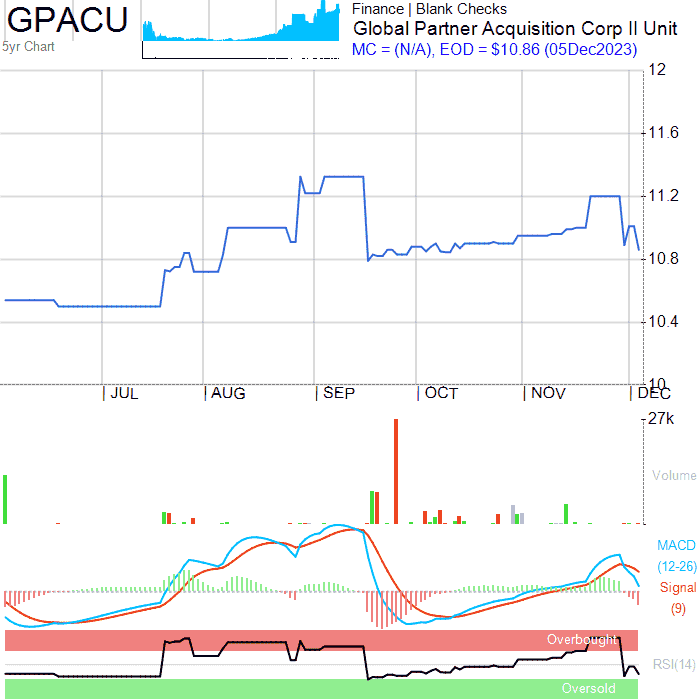 GPACU
5yr Chart
Finance | Blank Checks
Global Partner Acquisition Corp II Unit
MC = (N/A), EOD = $10.86 (05Dec2023)
12
11.6
11.2
10.8
10.4
10
JUL AUG SEP OCT NOV DEC
27k
Volume
MACD
(12-26)
Signal
(9)
Overbought
RSI(14)
Oversold